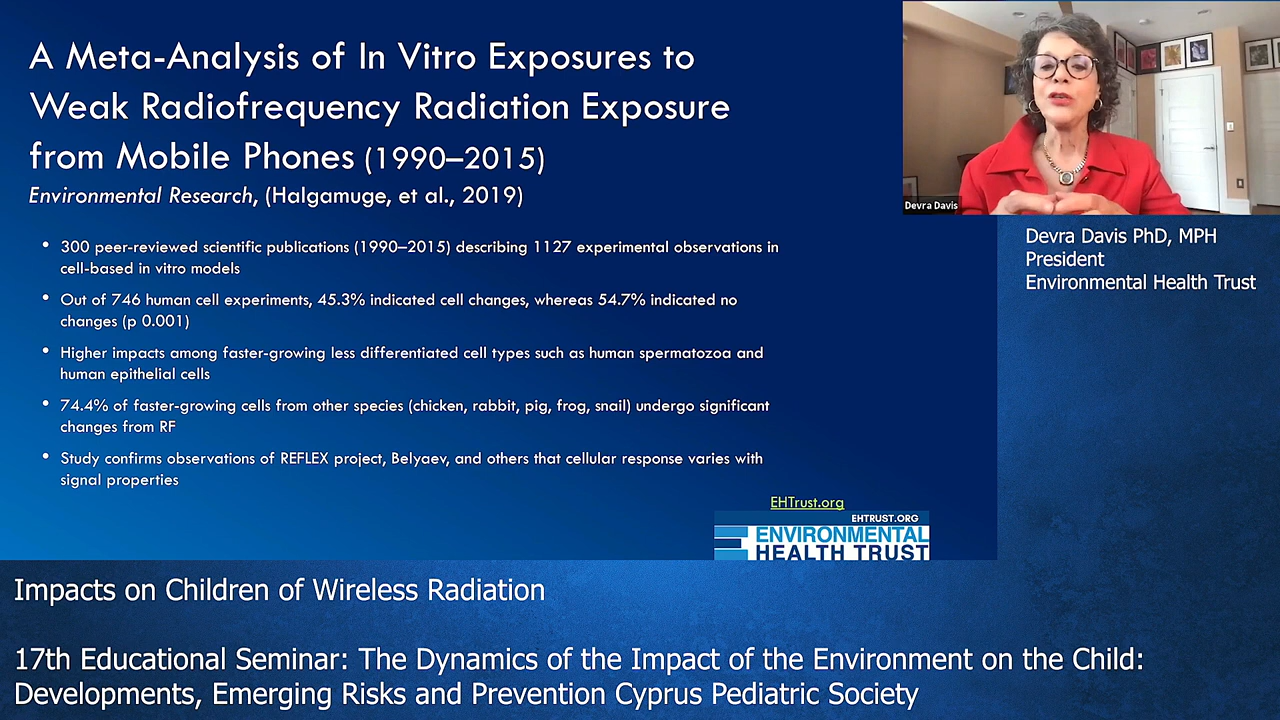 A Meta-Analysis of In Vitro Exposures to
Weak Radiofrequency Radiation Exposure
from Mobile Phones (1990–2015)
Environmental Research, (Halgamuge, et al., 2019)
• 300 peer-reviewed scientific publications (1990–2015) describing 1127 experimental observations in
cell-based in vitro models
• Out of 746 human cell experiments, 45.3% indicated cell changes, whereas 54.7% indicated no
changes (p 0.001)
• Higher impacts among faster-growing less differentiated cell types such as human spermatozoa and
human epithelial cells
• 74.4% of faster-growing cells from other species (chicken, rabbit, pig, frog, snail) undergo significant
changes from RF
• Study confirms observations of REFLEX project, Belyaev, and others that cellular response varies with
signal properties
EHTrust.org
EHTRUST.ORG
ENVIRONMENTAL
HEALTH TRUST
Devra Davis
Devra Davis PhD, MPH
President
Environmental Health Trust
Impacts on Children of Wireless Radiation
17th Educational Seminar: The Dynamics of the Impact of the Environment on the Child:
Developments, Emerging Risks and Prevention Cyprus Pediatric Society